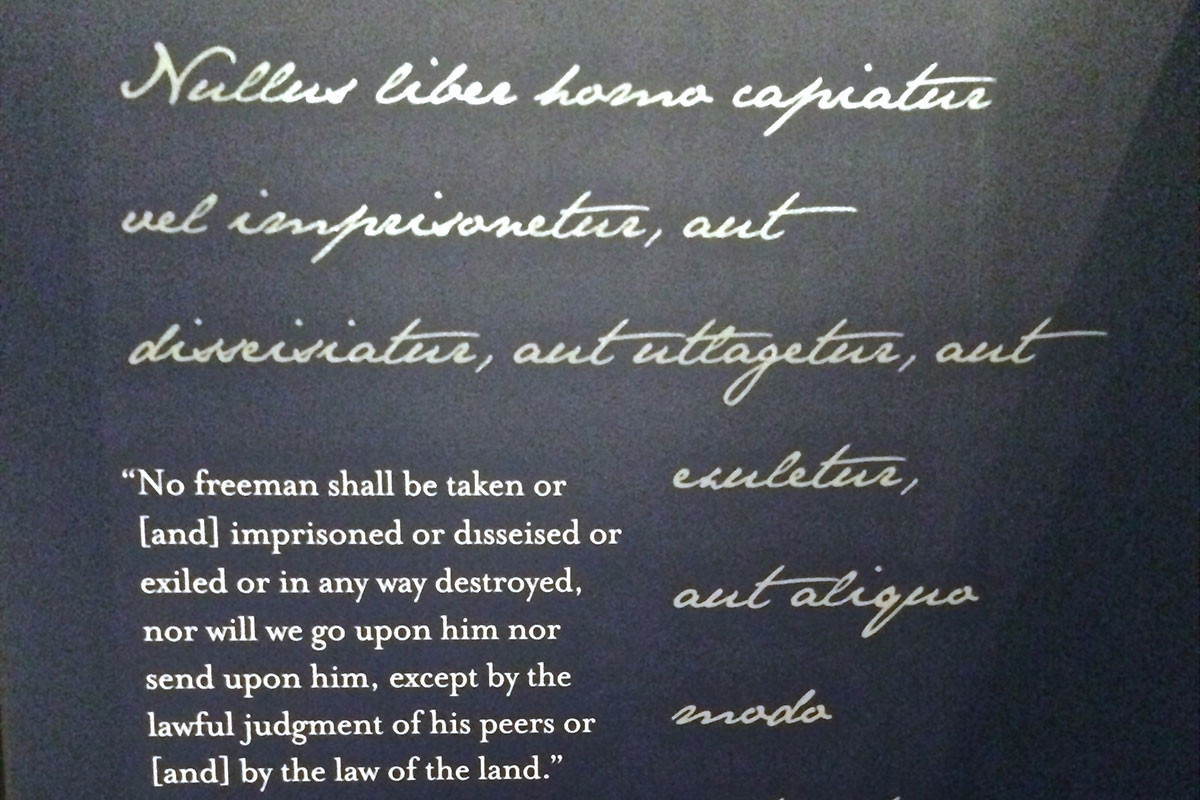 Nullus liber homo capiatur
vel imprisonetur, aut
disseisiatur, aut utlagetur, aut
exuletur,
aut aliquo
modo
“No freeman shall be taken or
[and] imprisoned or disseised or
exiled or in any way destroyed,
nor will we go upon him nor
send upon him, except by the
lawful judgment of his peers or
[and] by the law of the land.”